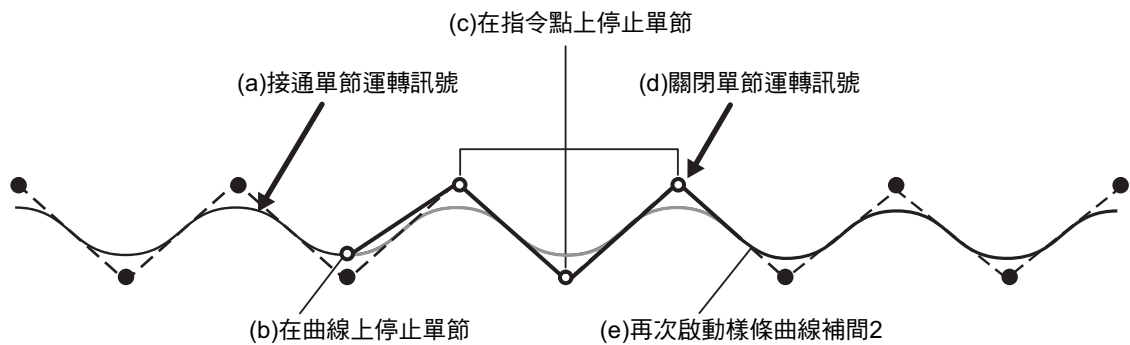 (c)在指令點上停止單節
(a)接通單節運轉訊號
(d)關閉單節運轉訊號
(b)在曲線上停止單節
(e)再次啟動樣條曲線補間2